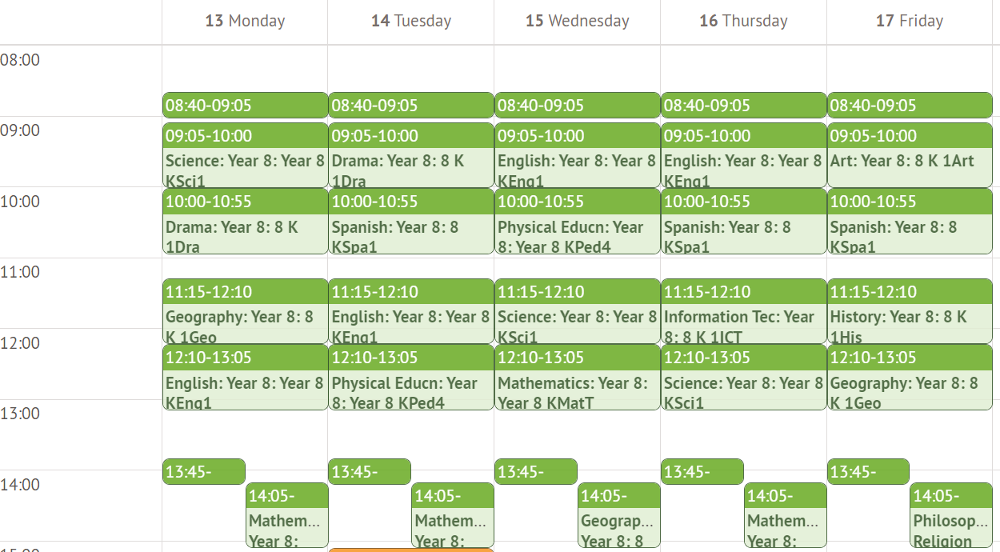 13 Monday 14 Tuesday 15 Wednesday 16 Thursday 17 Friday
08:00
08:40-09:05 08:40-09:05 08:40-09:05 08:40-09:05 08:40-09:05
09:00
09:05-10:00 09:05-10:00 09:05-10:00 09:05-10:00 09:05-10:00
Science: Year 8: Year 8 Drama: Year 8: 8 K English: Year 8: Year 8 English: Year 8: Year 8 Art: Year 8: 8 K 1Art
KSci1 1Dra KEng1 KEng1
10:00
10:00-10:55 10:00-10:55 10:00-10:55 10:00-10:55 10:00-10:55
Drama: Year 8: 8 K Spanish: Year 8: 8 Physical Educn: Year Spanish: Year 8: 8 Spanish: Year 8: 8
1Dra KSpa1 8: Year 8 KPed4 KSpa1 KSpa1
11:00
11:15-12:10 11:15-12:10 11:15-12:10 11:15-12:10 11:15-12:10
Geography: Year 8: 8 English: Year 8: Year 8 Science: Year 8: Year 8 Information Tec: Year History: Year 8: 8 K
K 1Geo KEng1 KSci1 8: 8 K 1ICT 1His
12:00
12:10-13:05 12:10-13:05 12:10-13:05 12:10-13:05 12:10-13:05
English: Year 8: Year 8 Physical Educn: Year Mathematics: Year 8: Science: Year 8: Year 8 Geography: Year 8: 8
KEng1 8: Year 8 KPed4 Year 8 KMatT KSci1 K 1Geo
13:00
13:45- 13:45- 13:45- 13:45- 13:45-
14:00
14:05- 14:05- 14:05- 14:05- 14:05-
Mathem... Mathem... Geograp... Mathem... Philosop...
Year 8: Year 8: Year 8: 8 Year 8: Religion
15:00